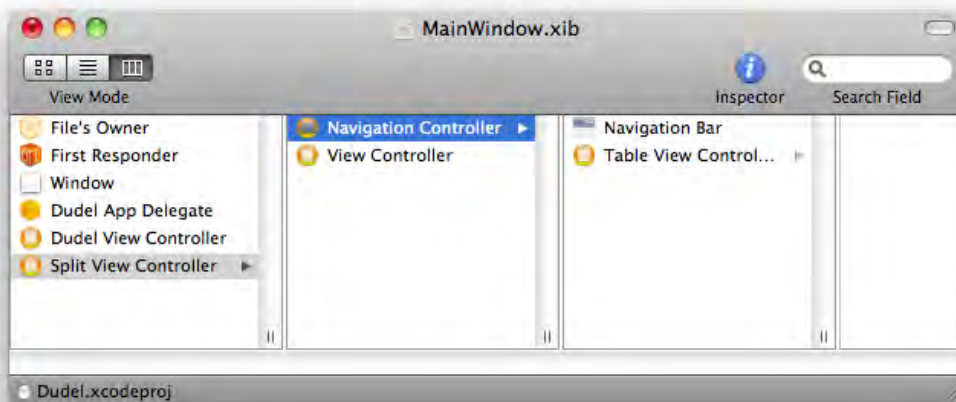 MainWindow.xib
View Mode
Inspector
Search Field
File's Owner
First Responder
Window
Dudel App Delegate
Dudel View Controller
Split View Controller
Navigation Controller
View Controller
Navigation Bar
Table View Control...
Dudel.xcodeproj